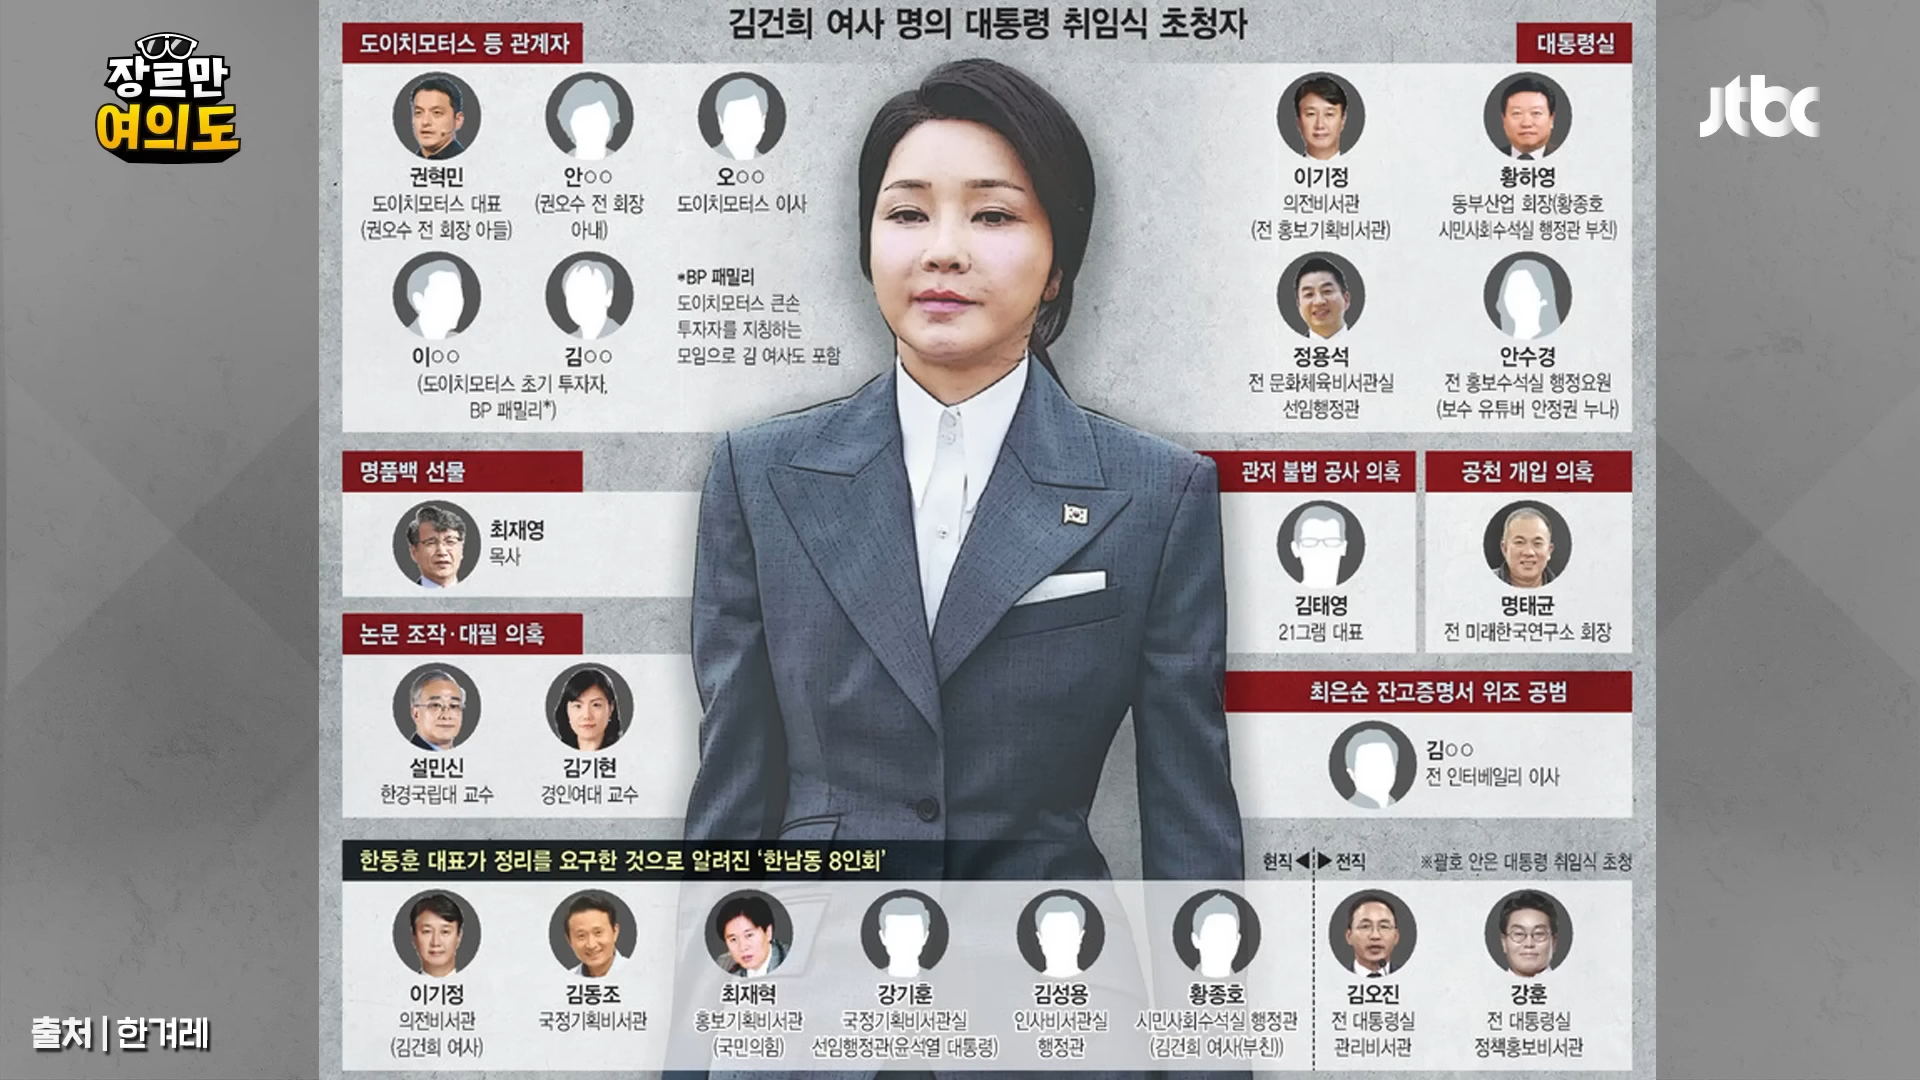 장르만
여의도
jtbc
김건희 여사 명의 대통령 취임식 초청자
도이치모터스 등 관계자
권혁민
도이치모터스 대표
(권오수 전 회장 아들)
안○○
(권오수 전 회장
아내)
오○○
도이치모터스 이사
이○○
김○○
(도이치모터스 초기 투자자,
BP 패밀리*)
*BP 패밀리
도이치모터스 큰손
투자자를 지칭하는
모임으로 김 여사도 포함
대통령실
이기정
의전비서관
(전 홍보기획비서관)
황하영
동부산업 회장(황종호
시민사회수석실 행정관 부친)
정용석
전 문화체육비서관실
선임행정관
안수경
전 홍보수석실 행정요원
(보수 유튜버 안정권 누나)
명품백 선물
최재영
목사
관저 불법 공사 의혹
김태영
21그램 대표
공천 개입 의혹
명태균
전 미래한국연구소 회장
논문 조작·대필 의혹
설민신
한경국립대 교수
김기현
경인여대 교수
최은순 잔고증명서 위조 공범
김○○
전 인터베일리 이사
한동훈 대표가 정리를 요구한 것으로 알려진 '한남동 8인회'
현직◀▶전직
※괄호 안은 대통령 취임식 초청
이기정
의전비서관
(김건희 여사)
김동조
국정기획비서관
최재혁
홍보기획비서관
(국민의힘)
강기훈
국정기획비서관실
선임행정관(윤석열 대통령)
김성용
인사비서관실
행정관
황종호
시민사회수석실 행정관
(김건희 여사(부친))
김오진
전 대통령실
관리비서관
강훈
전 대통령실
정책홍보비서관
출처 | 한겨레